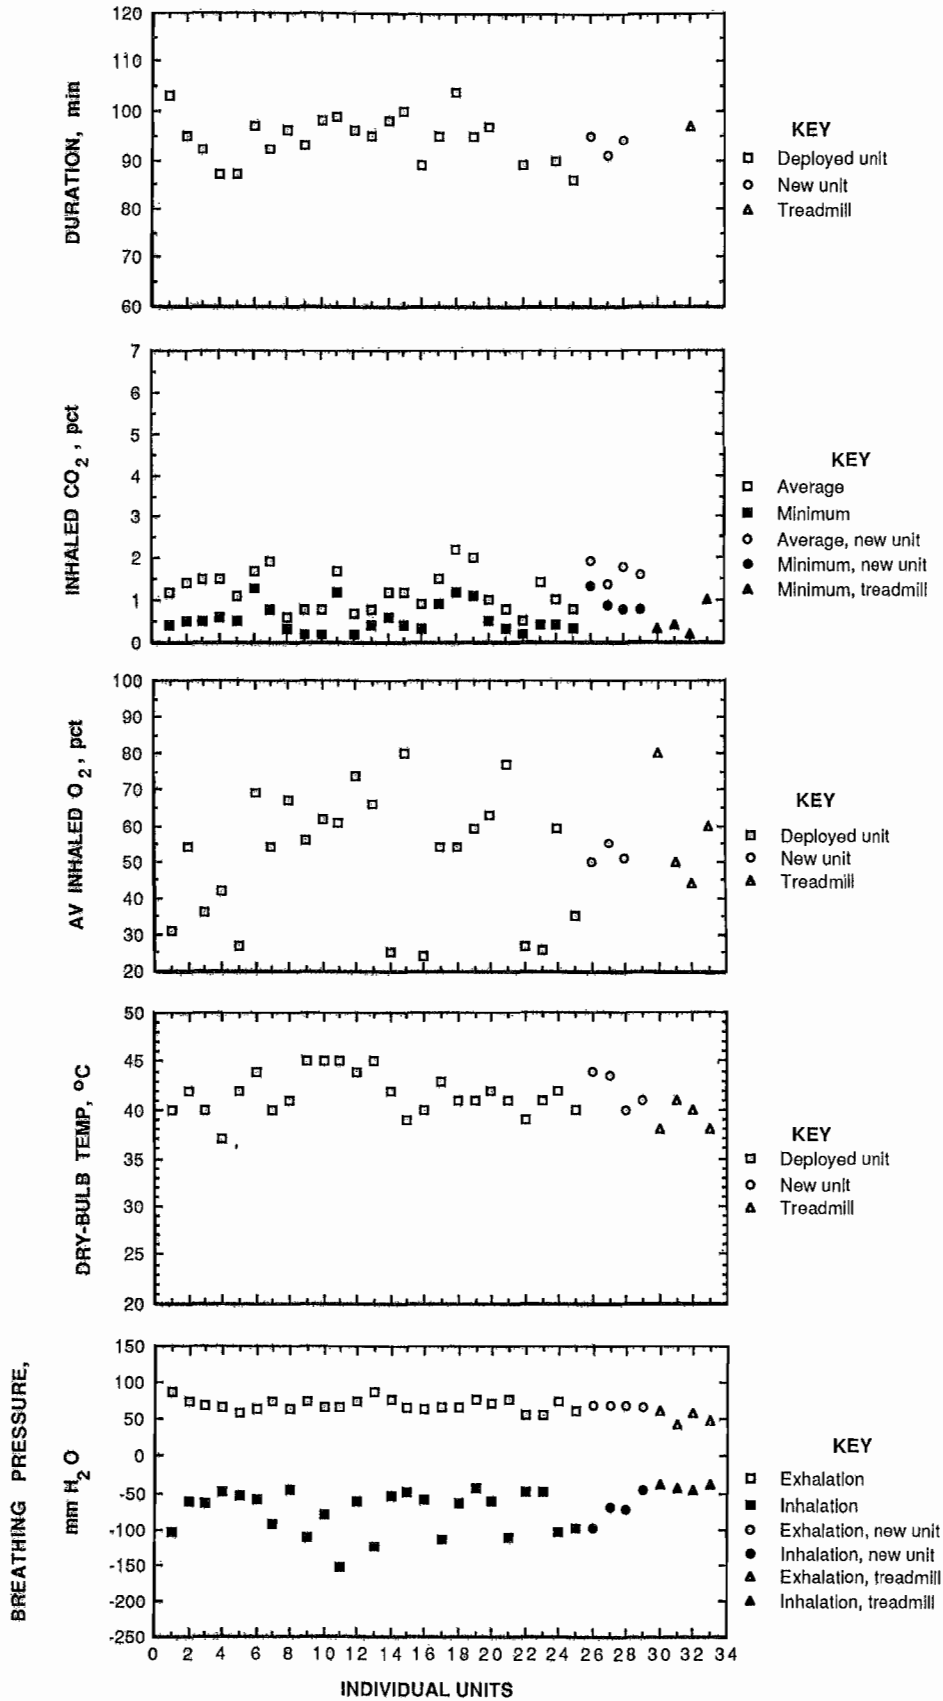 120
110
100
90
80
70
60
DURATION, min
KEY
Deployed unit
New unit
Treadmill
7
6
5
4
3
2
1
0
INHALED CO2, pct
KEY
Average
Minimum
Average, new unit
Minimum, new unit
Minimum, treadmill
100
90
80
70
60
50
40
30
20
AV INHALED O2, pct
KEY
Deployed unit
New unit
Treadmill
50
45
40
35
30
25
20
DRY-BULB TEMP, °C
KEY
Deployed unit
New unit
Treadmill
150
100
50
0
-50
-100
-150
-200
-250
BREATHING PRESSURE,
mm H2O
KEY
Exhalation
Inhalation
Exhalation, new unit
Inhalation, new unit
Exhalation, treadmill
Inhalation, treadmill
0 2 4 6 8 10 12 14 16 18 20 22 24 26 28 30 32 34
INDIVIDUAL UNITS